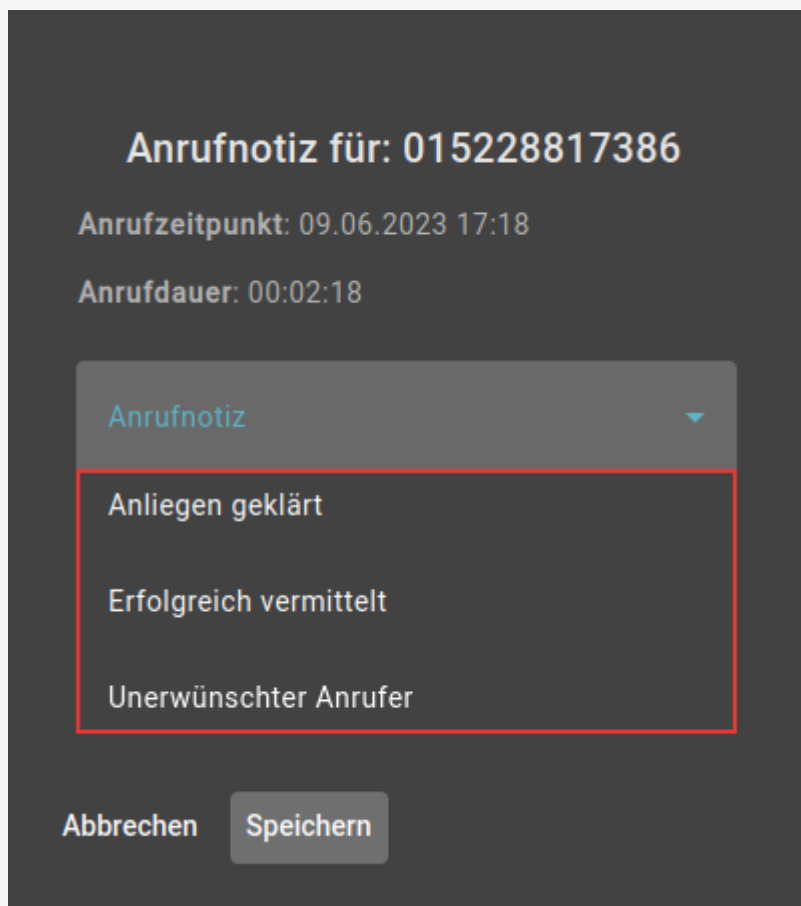 Anrufnotiz für: 015228817386
Anrufzeitpunkt: 09.06.2023 17:18
Anrufdauer: 00:02:18
Anrufnotiz
Anliegen geklärt
Erfolgreich vermittelt
Unerwünschter Anrufer
Abbrechen Speichern